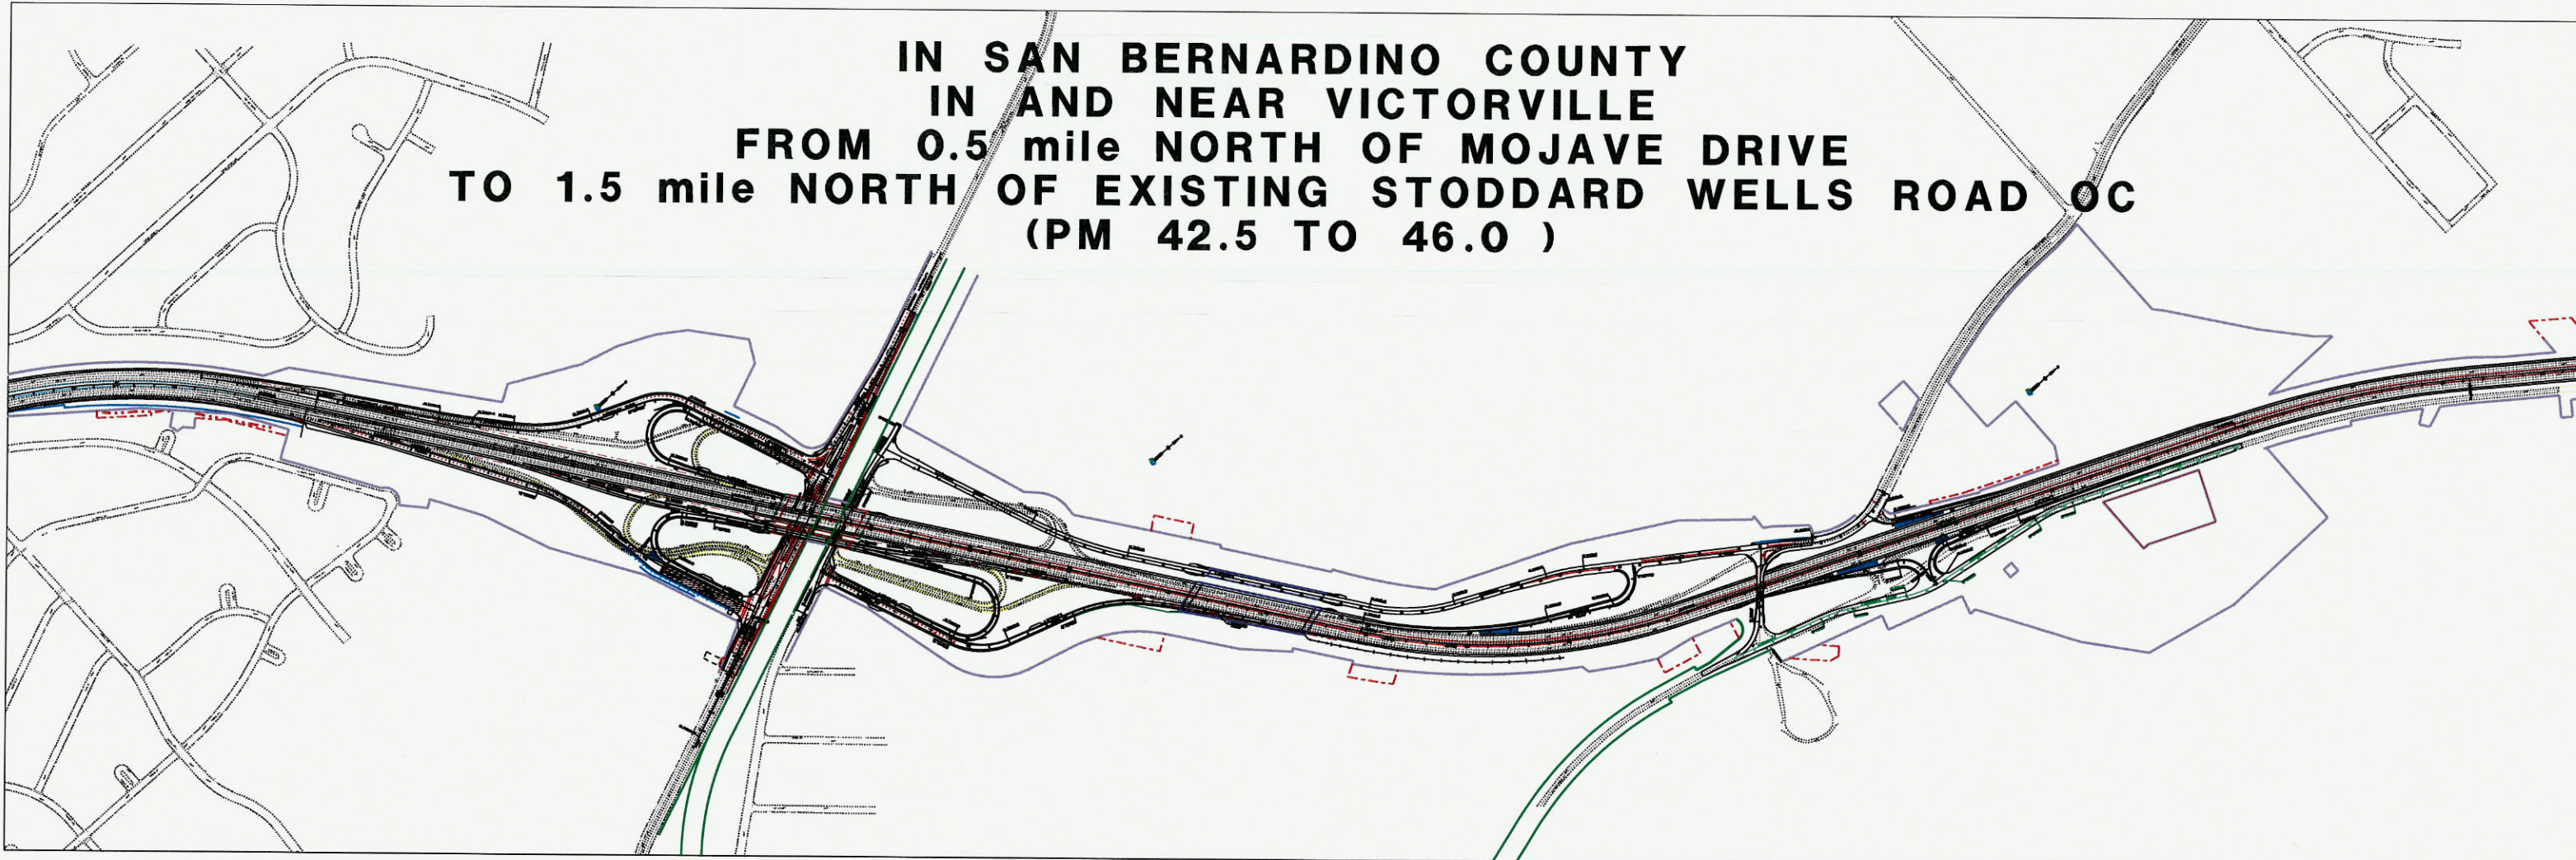 IN SAN BERNARDINO COUNTY
IN AND NEAR VICTORVILLE
FROM 0.5 mile NORTH OF MOJAVE DRIVE
TO 1.5 mile NORTH OF EXISTING STODDARD WELLS ROAD OC
(PM 42.5 TO 46.0 )